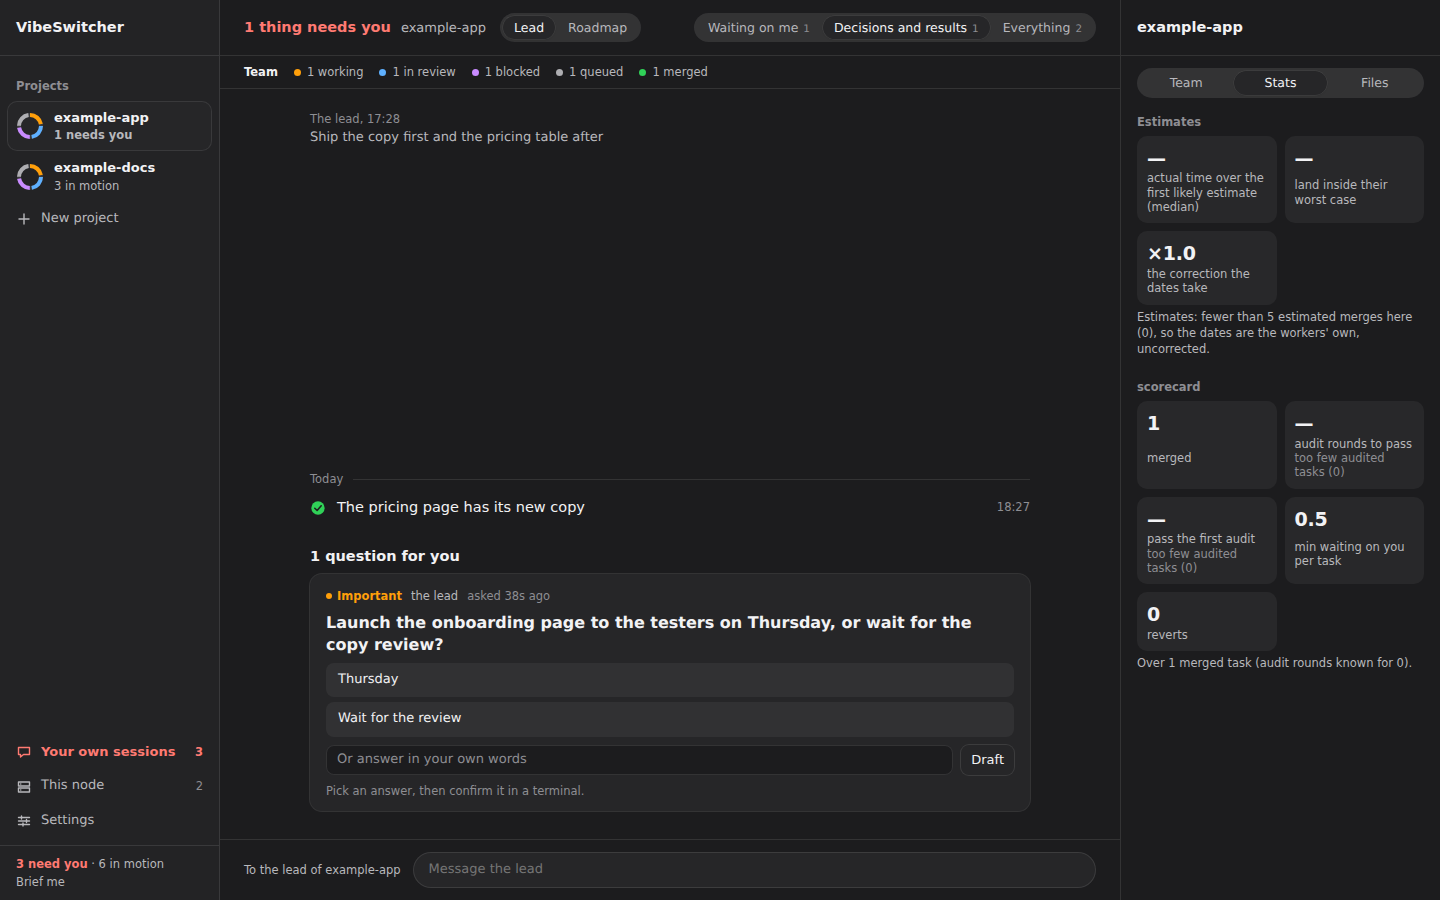 VibeSwitcher
Projects
example-app
1 needs you
example-docs
3 in motion
New project
Your own sessions 3
This node 2
Settings
3 need you · 6 in motion
Brief me
1 thing needs you example-app Lead Roadmap Waiting on me 1 Decisions and results 1 Everything 2
Team 1 working 1 in review 1 blocked 1 queued 1 merged
The lead, 17:28
Ship the copy first and the pricing table after
Today
The pricing page has its new copy 18:27
1 question for you
Important the lead asked 38s ago
Launch the onboarding page to the testers on Thursday, or wait for the
copy review?
Thursday
Wait for the review
Or answer in your own words Draft
Pick an answer, then confirm it in a terminal.
To the lead of example-app Message the lead
example-app
Team Stats Files
Estimates
—
actual time over the
first likely estimate
(median)
—
land inside their
worst case
×1.0
the correction the
dates take
Estimates: fewer than 5 estimated merges here
(0), so the dates are the workers' own,
uncorrected.
scorecard
1
merged
—
audit rounds to pass
too few audited
tasks (0)
—
pass the first audit
too few audited
tasks (0)
0.5
min waiting on you
per task
0
reverts
Over 1 merged task (audit rounds known for 0).